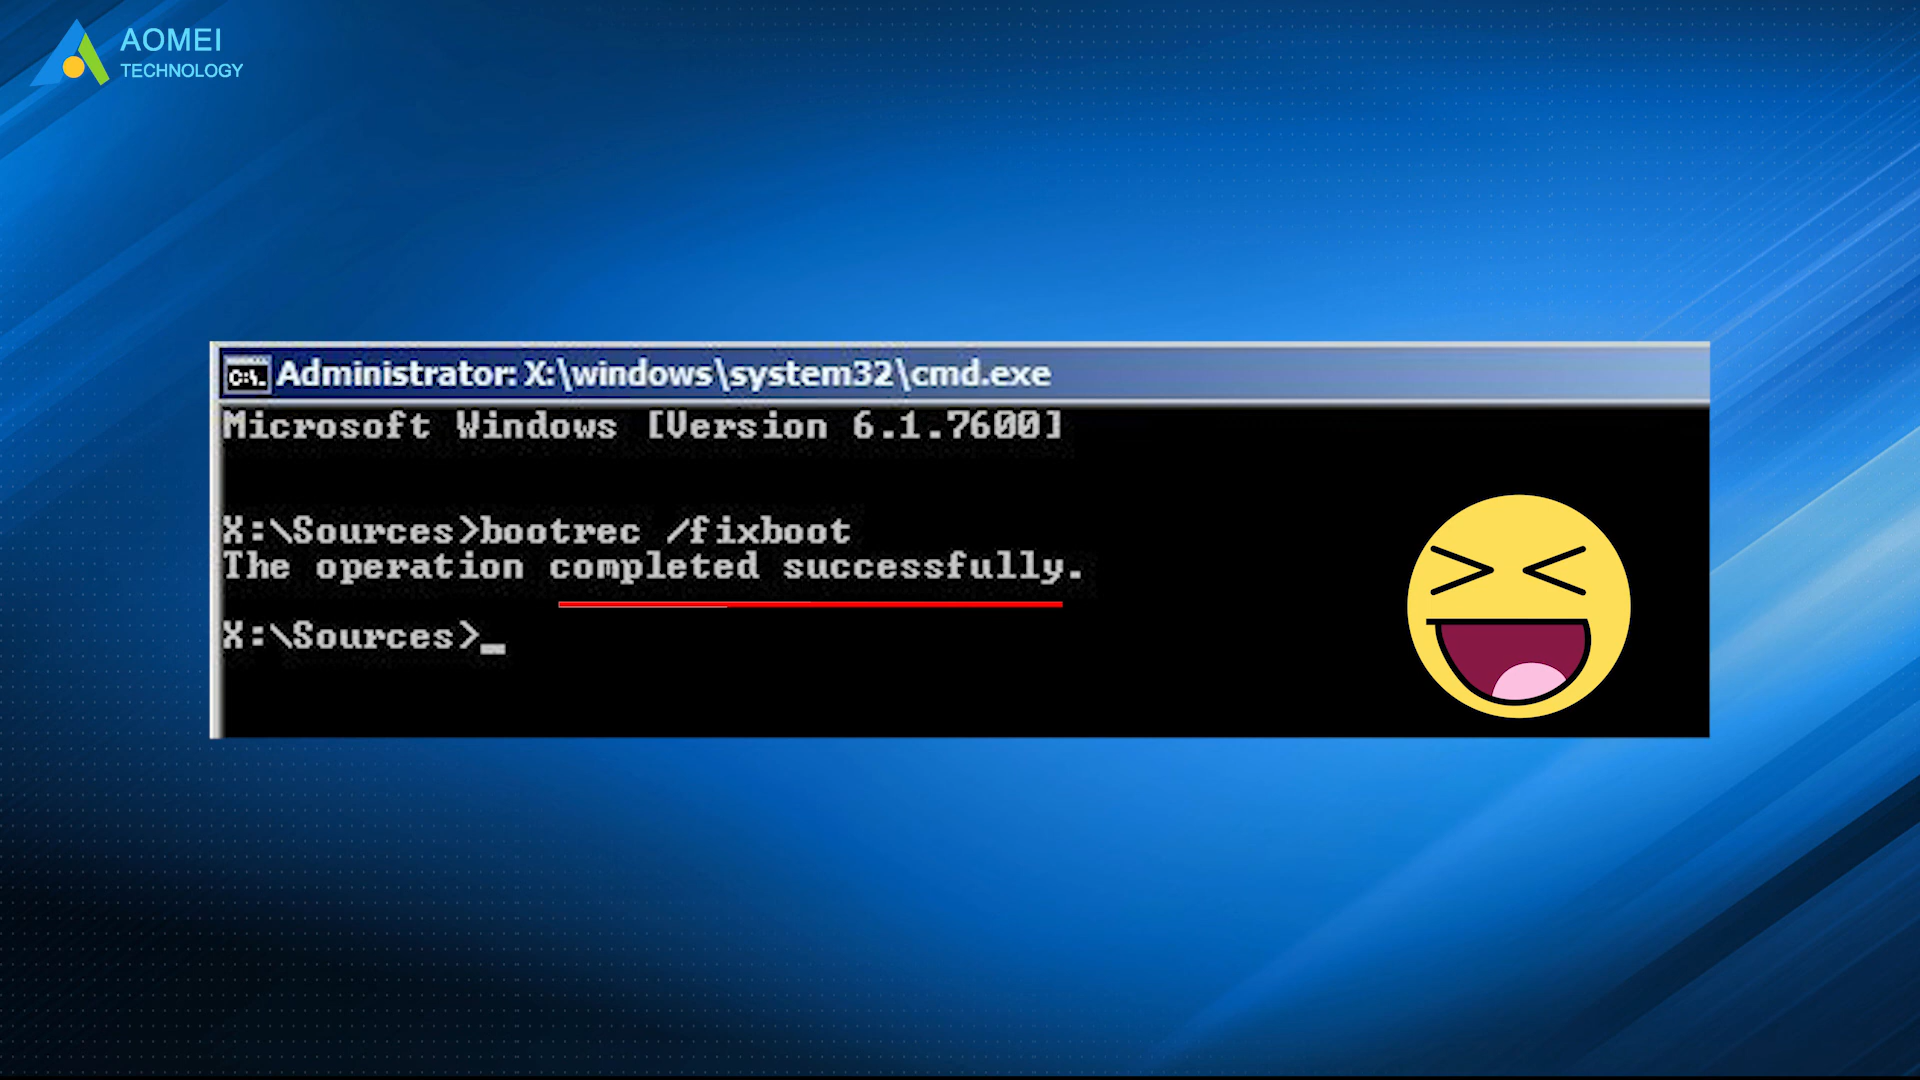 AOMEI
TECHNOLOGY
C:\.
Administrator: X:\windows\system32\cmd.exe
Microsoft Windows [Version 6.1.7600]
X:\Sources>bootrec /fixboot
The operation completed successfully.
X:\Sources>_